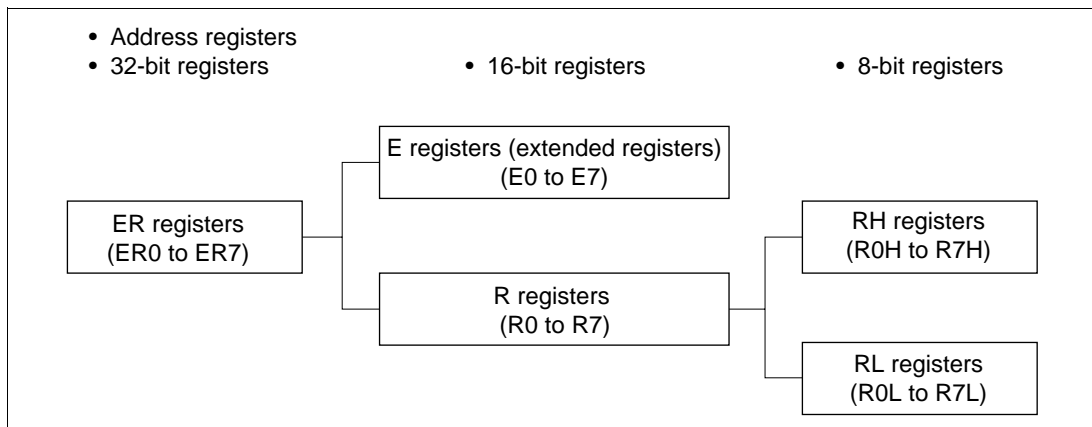 • Address registers
• 32-bit registers
• 16-bit registers
• 8-bit registers
E registers (extended registers)
(E0 to E7)
ER registers
(ER0 to ER7)
RH registers
(R0H to R7H)
R registers
(R0 to R7)
RL registers
(R0L to R7L)